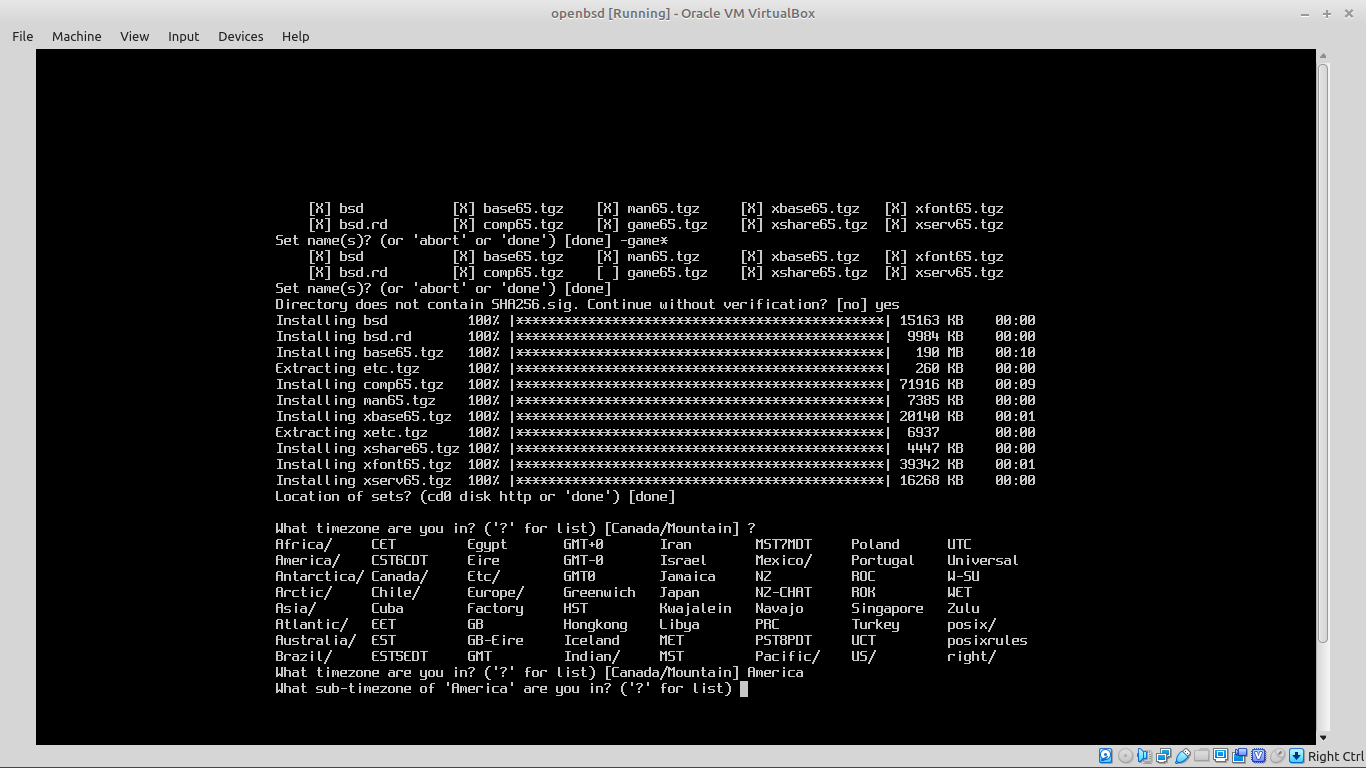 openbsd [Running] - Oracle VM VirtualBox
File Machine View Input Devices Help
[X] bsd [X] base65.tgz [X] man65.tgz [X] xbase65.tgz [X] xfont65.tgz
[X] bsd.rd [X] comp65.tgz [X] game65.tgz [X] xshare65.tgz [X] xserv65.tgz
Set name(s)? (or 'abort' or 'done') [done] -game*
[X] bsd [X] base65.tgz [X] man65.tgz [X] xbase65.tgz [X] xfont65.tgz
[X] bsd.rd [X] comp65.tgz [ ] game65.tgz [X] xshare65.tgz [X] xserv65.tgz
Set name(s)? (or 'abort' or 'done') [done]
Directory does not contain SHA256.sig. Continue without verification? [no] yes
Installing bsd 100% |**********************************************| 15163 KB 00:00
Installing bsd.rd 100% |**********************************************| 9984 KB 00:00
Installing base65.tgz 100% |**********************************************| 190 MB 00:10
Extracting etc.tgz 100% |**********************************************| 260 KB 00:00
Installing comp65.tgz 100% |**********************************************| 71916 KB 00:09
Installing man65.tgz 100% |**********************************************| 7385 KB 00:00
Installing xbase65.tgz 100% |**********************************************| 20140 KB 00:01
Extracting xetc.tgz 100% |**********************************************| 6937 00:00
Installing xshare65.tgz 100% |**********************************************| 4447 KB 00:00
Installing xfont65.tgz 100% |**********************************************| 39342 KB 00:01
Installing xserv65.tgz 100% |**********************************************| 16268 KB 00:00
Location of sets? (cd0 disk http or 'done') [done]
What timezone are you in? ('?' for list) [Canada/Mountain] ?
Africa/ CET Egypt GMT+0 Iran MST7MDT Poland UTC
America/ CST6CDT Eire GMT-0 Israel Mexico/ Portugal Universal
Antarctica/ Canada/ Etc/ GMT0 Jamaica NZ ROC W-SU
Arctic/ Chile/ Europe/ Greenwich Japan NZ-CHAT ROK WET
Asia/ Cuba Factory HST Kwajalein Navajo Singapore Zulu
Atlantic/ EET GB Hongkong Libya PRC Turkey posix/
Australia/ EST GB-Eire Iceland MET PST8PDT UCT posixrules
Brazil/ EST5EDT GMT Indian/ MST Pacific/ US/ right/
What timezone are you in? ('?' for list) [Canada/Mountain] America
What sub-timezone of 'America' are you in? ('?' for list)
Right Ctrl